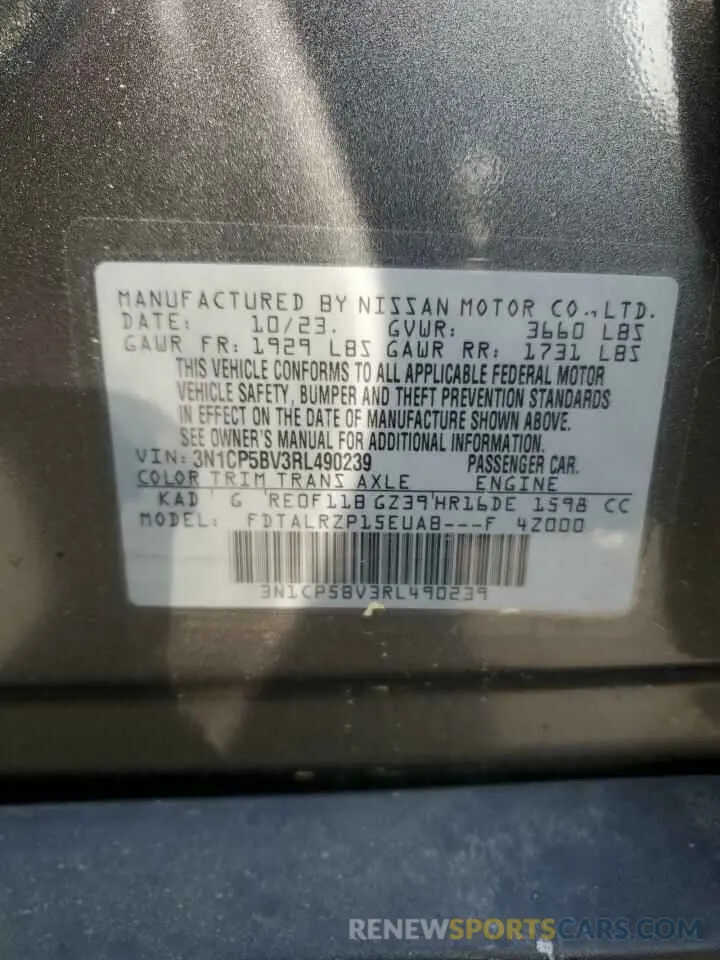 MANUFACTURED BY NISSAN MOTOR CO., LTD.
DATE: 10/23. GVWR: 3660 LBS
GAWR FR: 1929 LBS GAWR RR: 1731 LBS
THIS VEHICLE CONFORMS TO ALL APPLICABLE FEDERAL MOTOR
VEHICLE SAFETY, BUMPER AND THEFT PREVENTION STANDARDS
IN EFFECT ON THE DATE OF MANUFACTURE SHOWN ABOVE.
SEE OWNER'S MANUAL FOR ADDITIONAL INFORMATION.
VIN: 3N1CP5BV3RL490239 PASSENGER CAR.
COLOR TRIM TRANS AXLE ENGINE
KAD G RE0F11B GZ39 HR16DE 1598 CC
MODEL: FDTALRZP15EUAB---F 4Z000
3N1CP5BV3RL490239
RENEWSPORTSCARS.COM